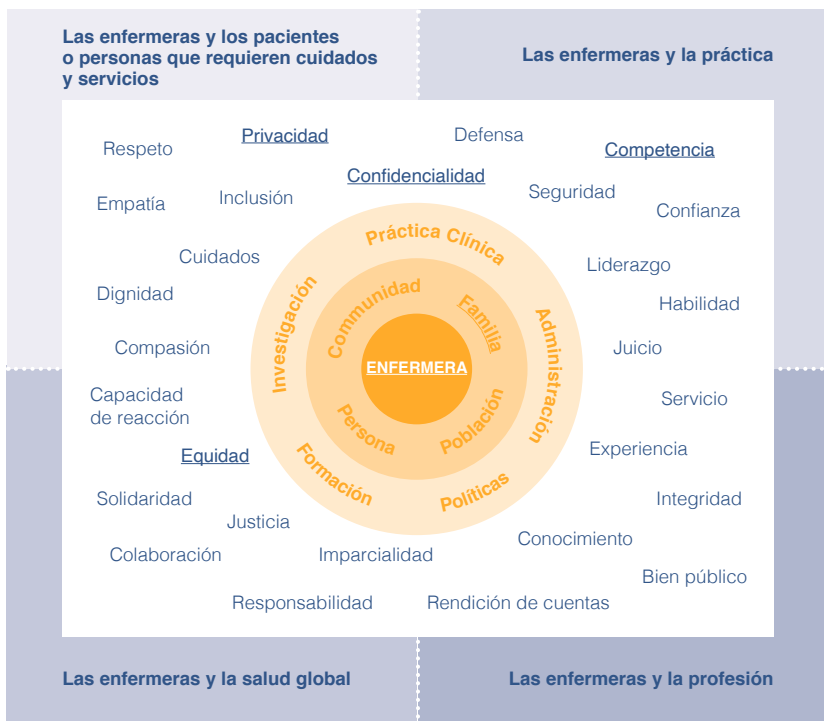 Las enfermeras y los pacientes
o personas que requieren cuidados
y servicios
Las enfermeras y la práctica
Respeto
Privacidad
Defensa
Competencia
Confidencialidad
Empatía
Inclusión
Seguridad
Confianza
Cuidados
Liderazgo
Dignidad
Habilidad
Compasión
Juicio
Capacidad
de reacción
Servicio
Equidad
Experiencia
Solidaridad
Integridad
Justicia
Conocimiento
Colaboración
Imparcialidad
Bien público
Responsabilidad
Rendición de cuentas
Práctica Clínica
Investigación
Administración
Formación
Políticas
Communidad
Familia
Persona
Población
ENFERMERA
Las enfermeras y la salud global
Las enfermeras y la profesión